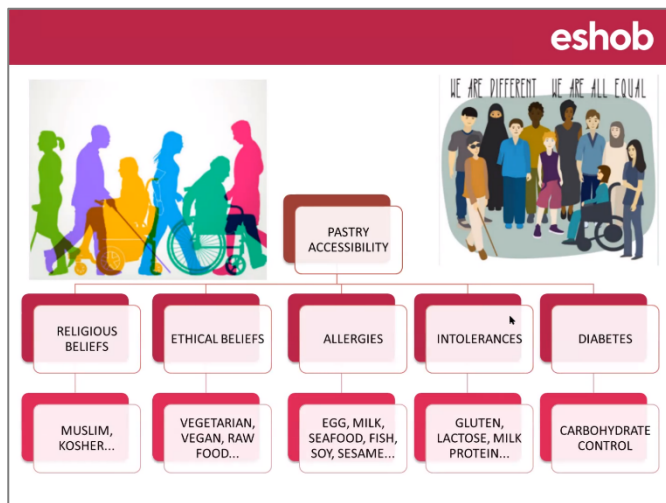 eshob
WE ARE DIFFERENT WE ARE ALL EQUAL
PASTRY
ACCESSIBILITY
RELIGIOUS
BELIEFS
ETHICAL BELIEFS
ALLERGIES
INTOLERANCES
DIABETES
MUSLIM,
KOSHER...
VEGETARIAN,
VEGAN, RAW
FOOD...
EGG, MILK,
SEAFOOD, FISH,
SOY, SESAME...
GLUTEN,
LACTOSE, MILK
PROTEIN...
CARBOHYDRATE
CONTROL